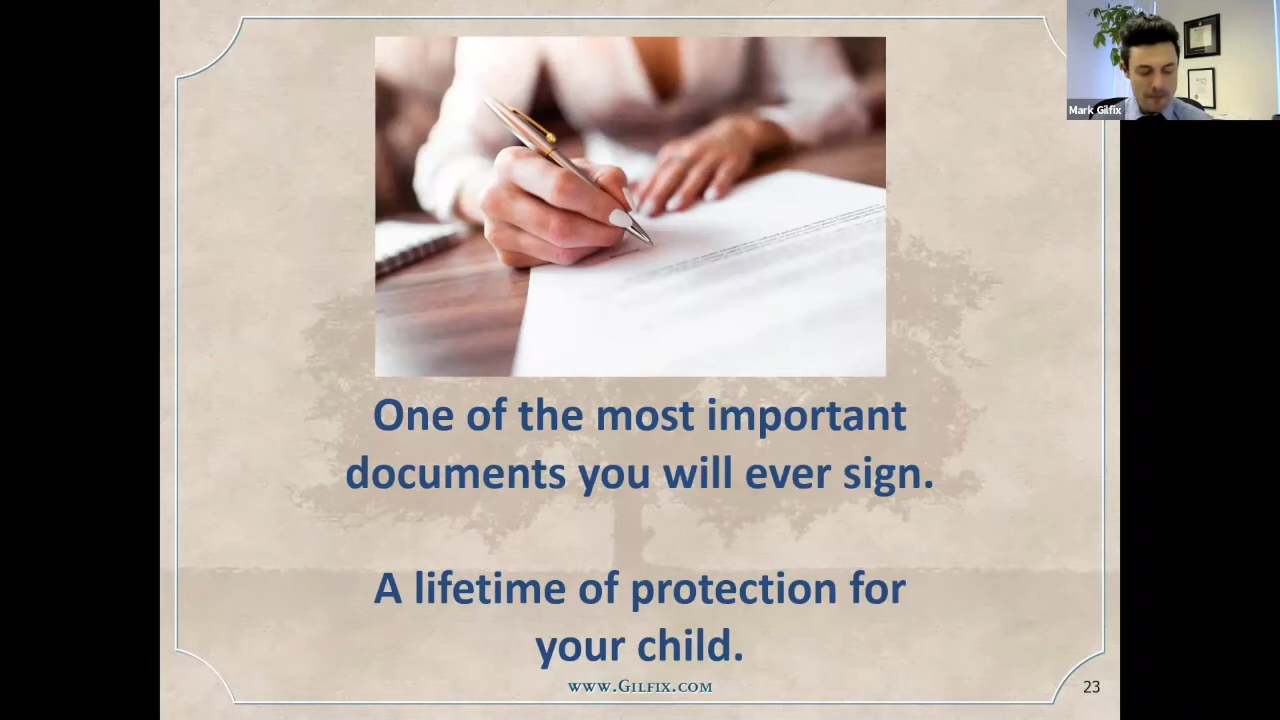 Mark Gilfix
One of the most important
documents you will ever sign.
A lifetime of protection for
your child.
www.Gilfix.com
23